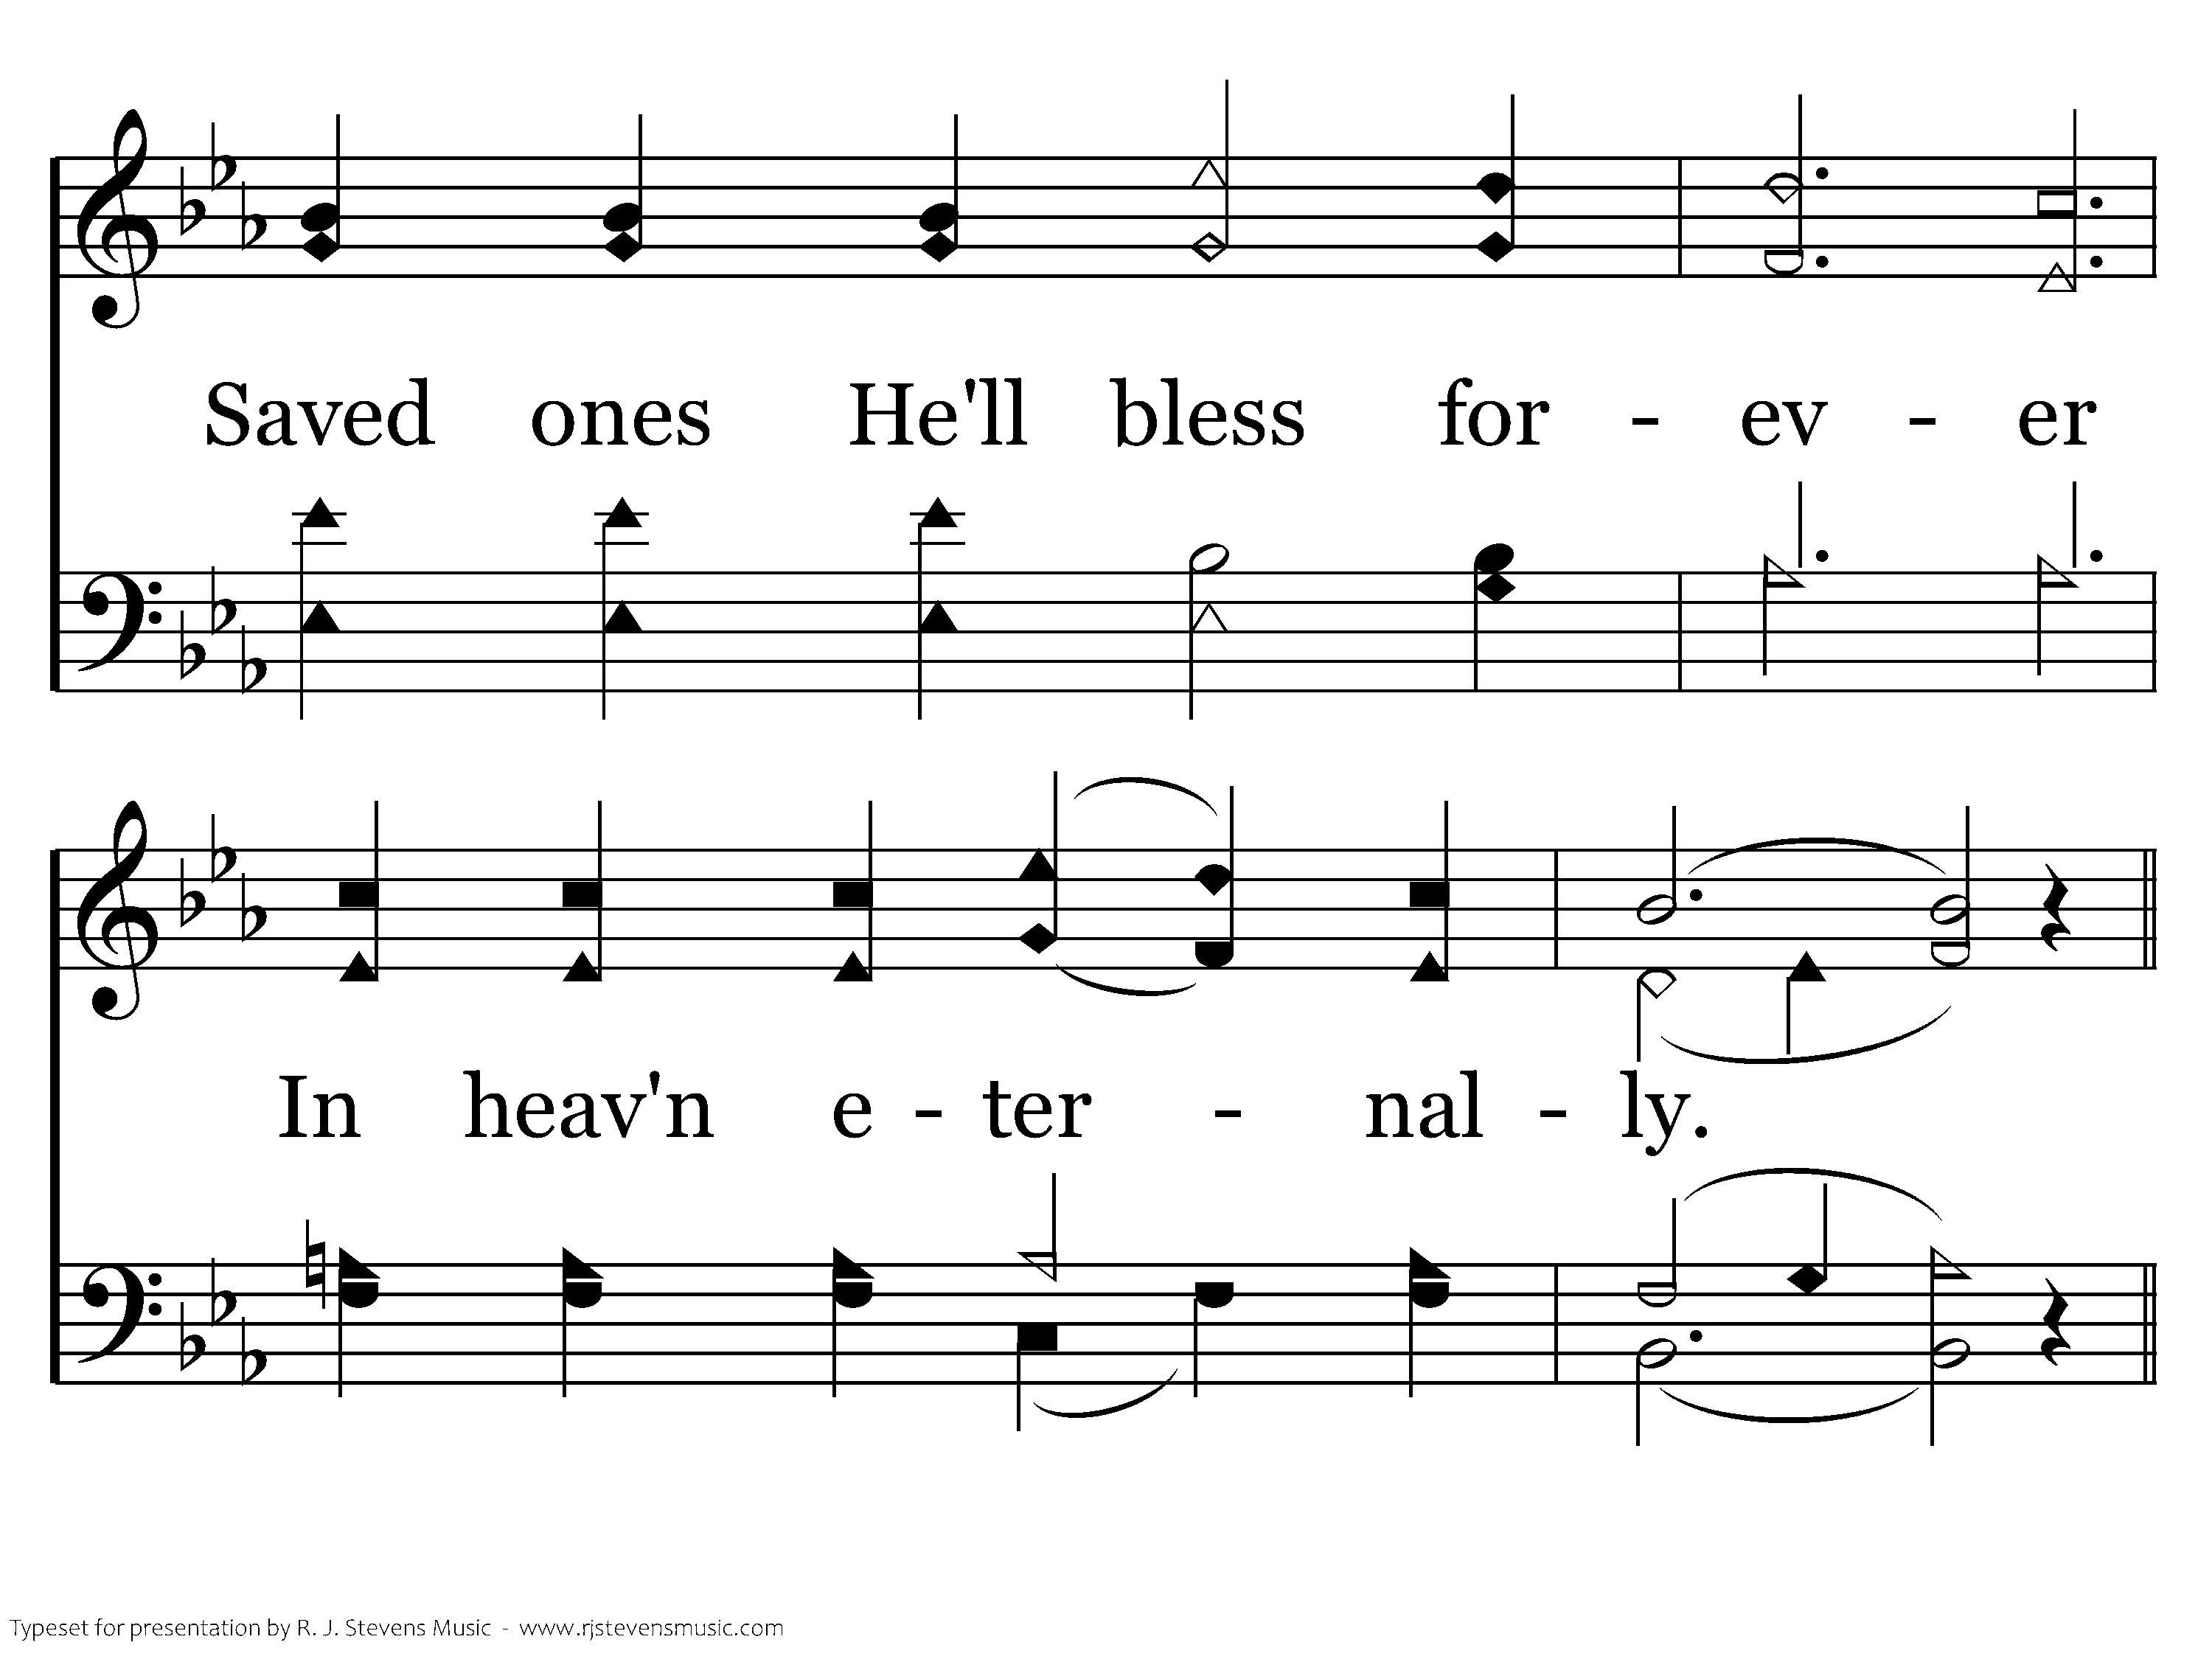 Saved ones He'll bless for - ev - er
In heav'n e - ter - nal - ly.
Typeset for presentation by R. J. Stevens Music - www.rjstevensmusic.com